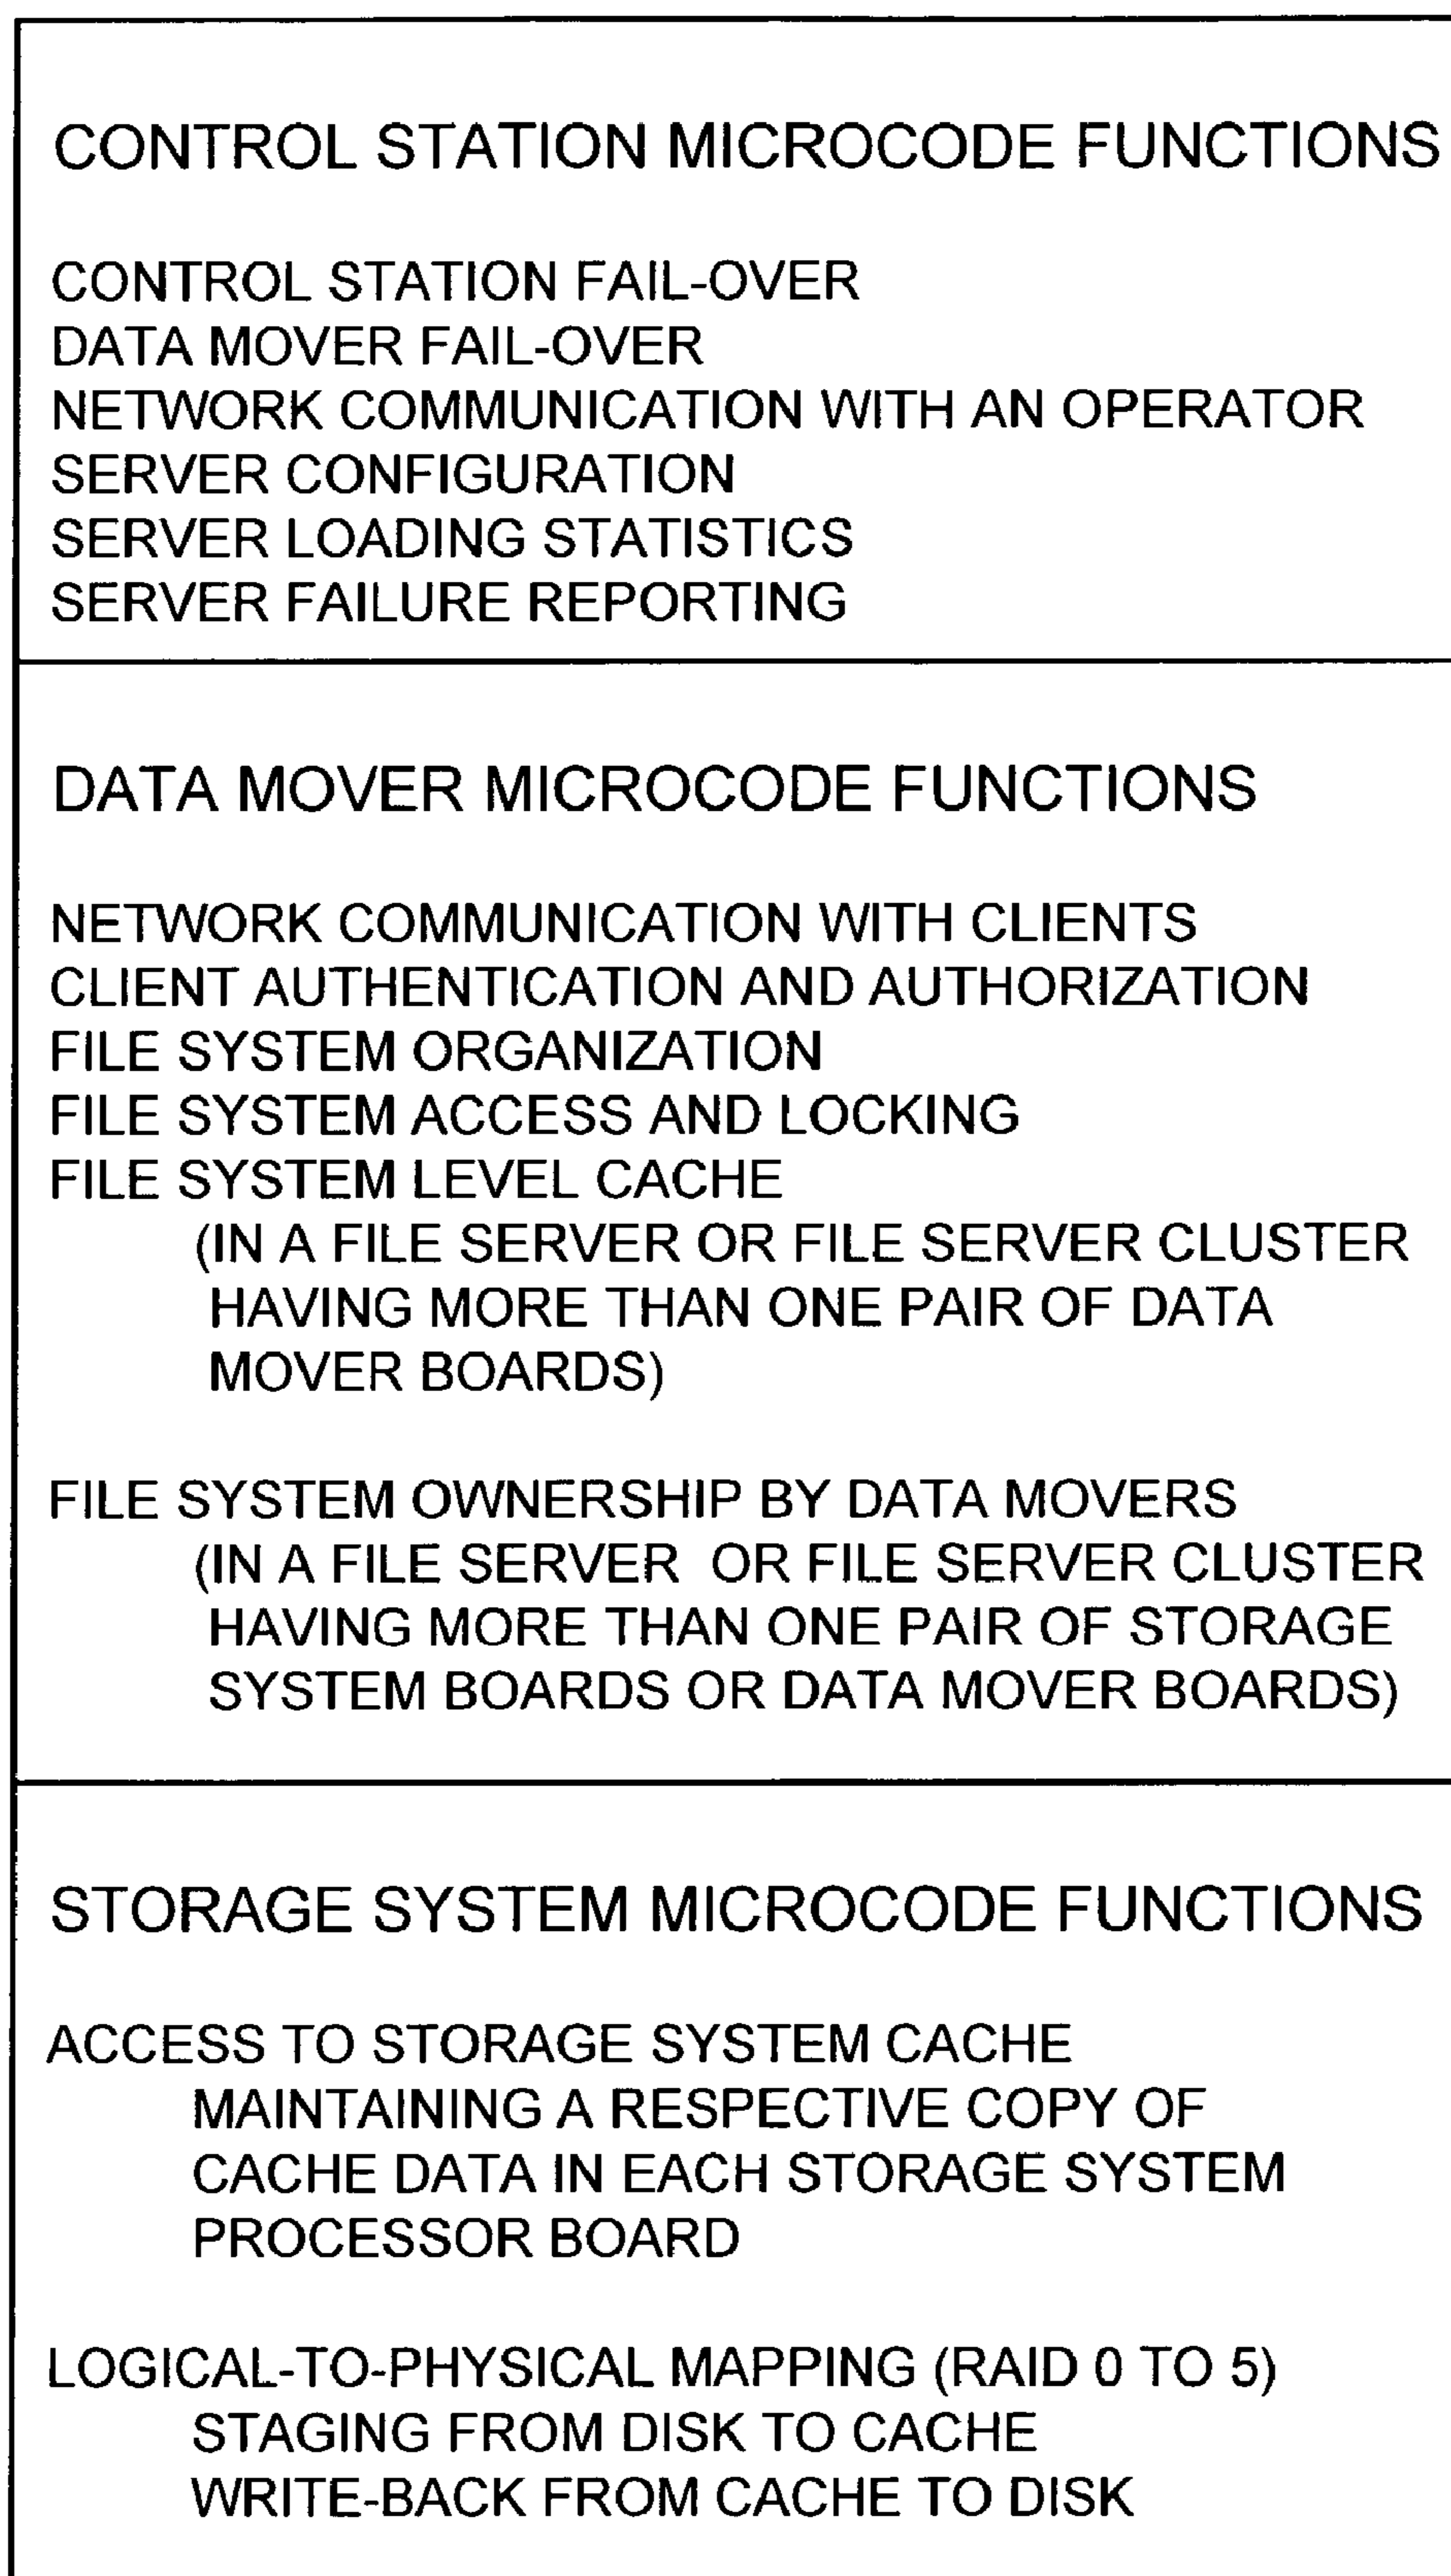 CONTROL STATION MICROCODE FUNCTIONS
CONTROL STATION FAIL-OVER
DATA MOVER FAIL-OVER
NETWORK COMMUNICATION WITH AN OPERATOR
SERVER CONFIGURATION
SERVER LOADING STATISTICS
SERVER FAILURE REPORTING
DATA MOVER MICROCODE FUNCTIONS
NETWORK COMMUNICATION WITH CLIENTS
CLIENT AUTHENTICATION AND AUTHORIZATION
FILE SYSTEM ORGANIZATION
FILE SYSTEM ACCESS AND LOCKING
FILE SYSTEM LEVEL CACHE
(IN A FILE SERVER OR FILE SERVER CLUSTER
HAVING MORE THAN ONE PAIR OF DATA
MOVER BOARDS)
FILE SYSTEM OWNERSHIP BY DATA MOVERS
(IN A FILE SERVER OR FILE SERVER CLUSTER
HAVING MORE THAN ONE PAIR OF STORAGE
SYSTEM BOARDS OR DATA MOVER BOARDS)
STORAGE SYSTEM MICROCODE FUNCTIONS
ACCESS TO STORAGE SYSTEM CACHE
MAINTAINING A RESPECTIVE COPY OF
CACHE DATA IN EACH STORAGE SYSTEM
PROCESSOR BOARD
LOGICAL-TO-PHYSICAL MAPPING (RAID 0 TO 5)
STAGING FROM DISK TO CACHE
WRITE-BACK FROM CACHE TO DISK